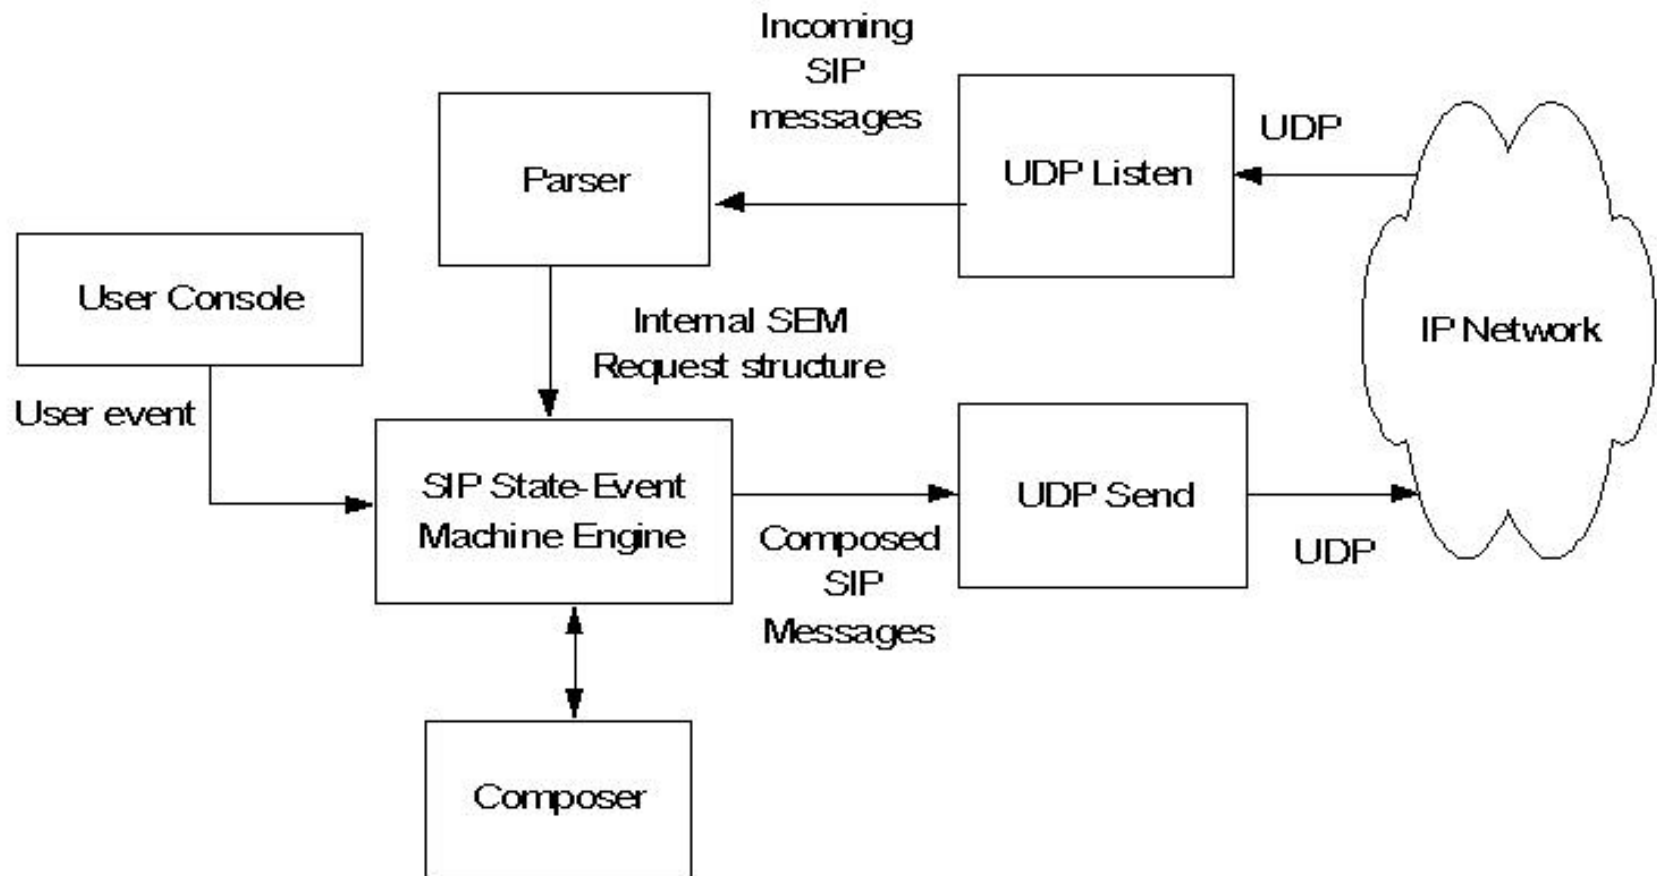 Incoming
SIP
messages
UDP
Parser
UDP Listen
User Console
Internal SEM
Request structure
IP Network
User event
SIP State-Event
Machine Engine
UDP Send
Composed
SIP
Messages
UDP
Composer